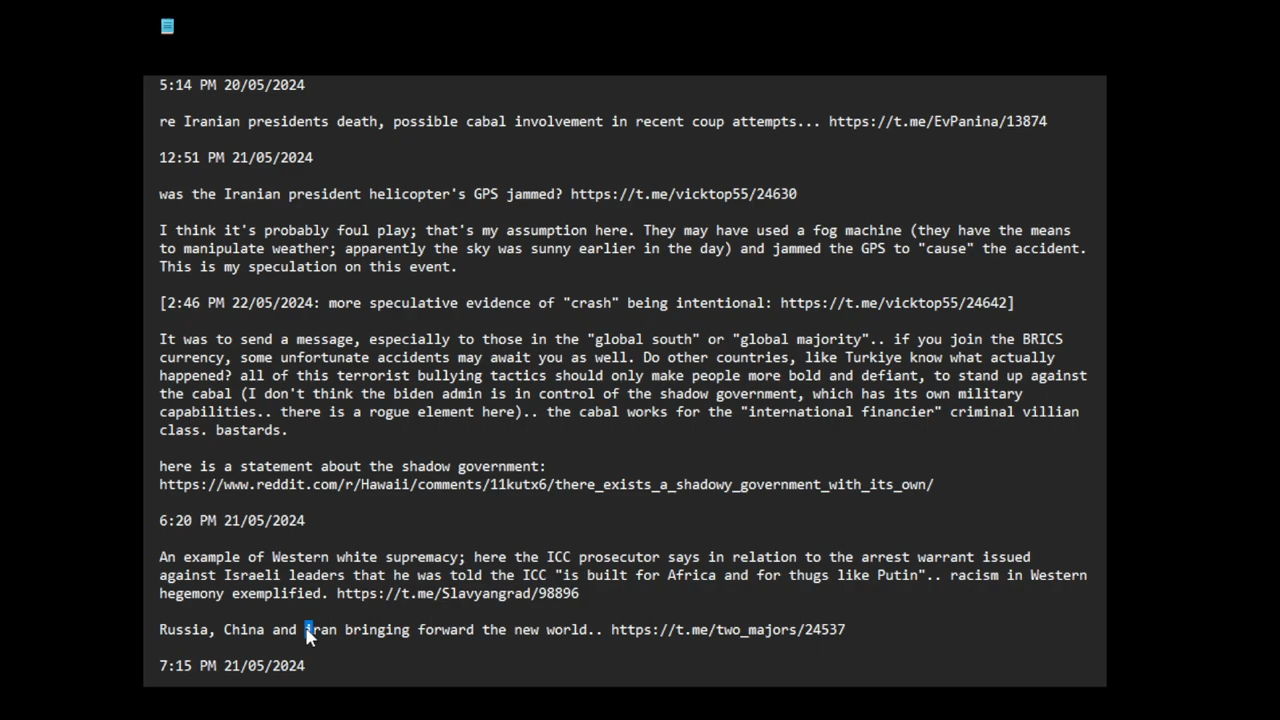 5:14 PM 20/05/2024
re Iranian presidents death, possible cabal involvement in recent coup attempts... https://t.me/EvPanina/13874
12:51 PM 21/05/2024
was the Iranian president helicopter's GPS jammed? https://t.me/vicktop55/24630
I think it's probably foul play; that's my assumption here. They may have used a fog machine (they have the means
to manipulate weather; apparently the sky was sunny earlier in the day) and jammed the GPS to "cause" the accident.
This is my speculation on this event.
[2:46 PM 22/05/2024: more speculative evidence of "crash" being intentional: https://t.me/vicktop55/24642]
It was to send a message, especially to those in the "global south" or "global majority".. if you join the BRICS
currency, some unfortunate accidents may await you as well. Do other countries, like Turkiye know what actually
happened? all of this terrorist bullying tactics should only make people more bold and defiant, to stand up against
the cabal (I don't think the biden admin is in control of the shadow government, which has its own military
capabilities.. there is a rogue element here).. the cabal works for the "international financier" criminal villian
class. bastards.
here is a statement about the shadow government:
https://www.reddit.com/r/Hawaii/comments/11kutx6/there_exists_a_shadowy_government_with_its_own/
6:20 PM 21/05/2024
An example of Western white supremacy; here the ICC prosecutor says in relation to the arrest warrant issued
against Israeli leaders that he was told the ICC "is built for Africa and for thugs like Putin".. racism in Western
hegemony exemplified. https://t.me/Slavyangrad/98896
Russia, China and iran bringing forward the new world.. https://t.me/two_majors/24537
7:15 PM 21/05/2024